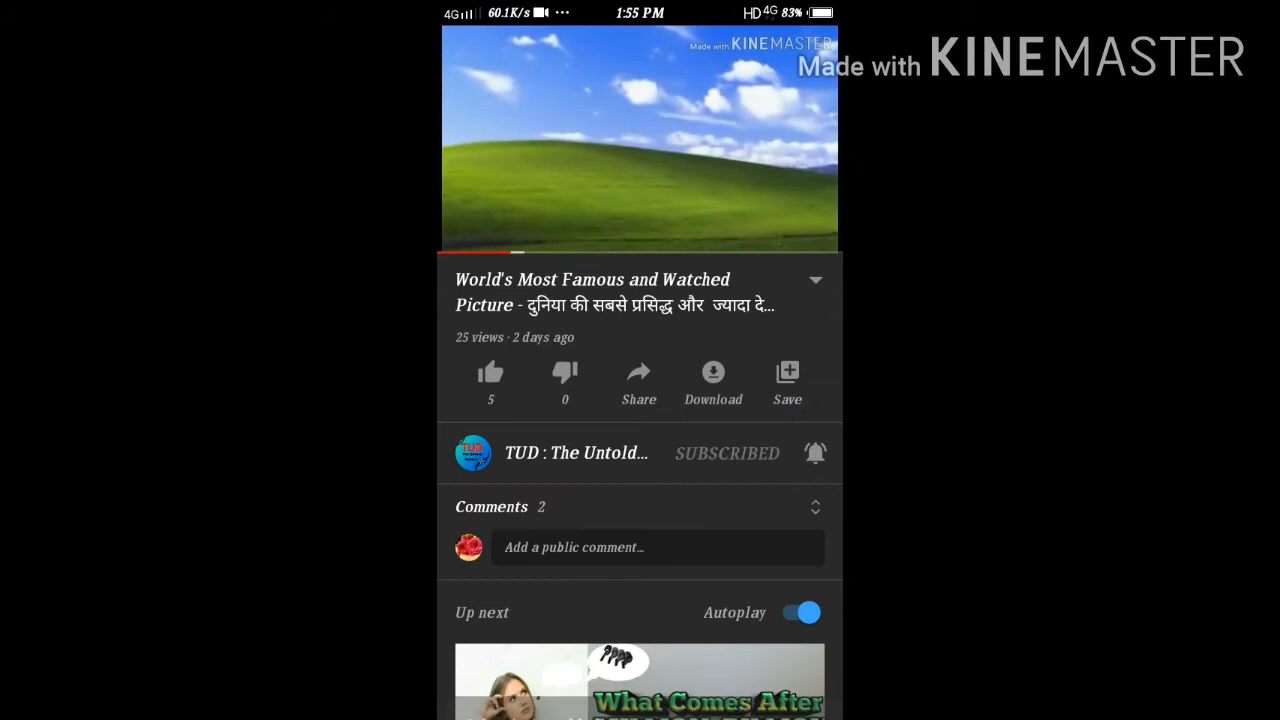 4G 60.1K/s ... 1:55 PM HD 4G 83%
Made with KINEMASTER
Made with KINEMASTER
World's Most Famous and Watched
Picture - दुनिया की सबसे प्रसिद्ध और ज्यादा दे...
25 views · 2 days ago
5 0 Share Download Save
TUD
TUD : The Untold... SUBSCRIBED
Comments 2
Add a public comment...
Up next Autoplay
What Comes After